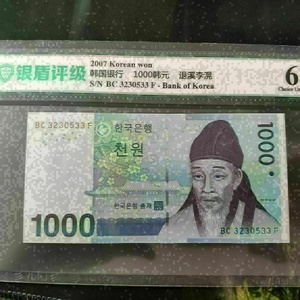 2007 Korean won
银盾评级
韩国银行 1000韩元 退溪李滉
S/N BC 3230533 F - Bank of Korea
6
Choice Un
BC 3230533 F
한국은행
천원
1000
한국은행 총재
1000
BC 3230533 F